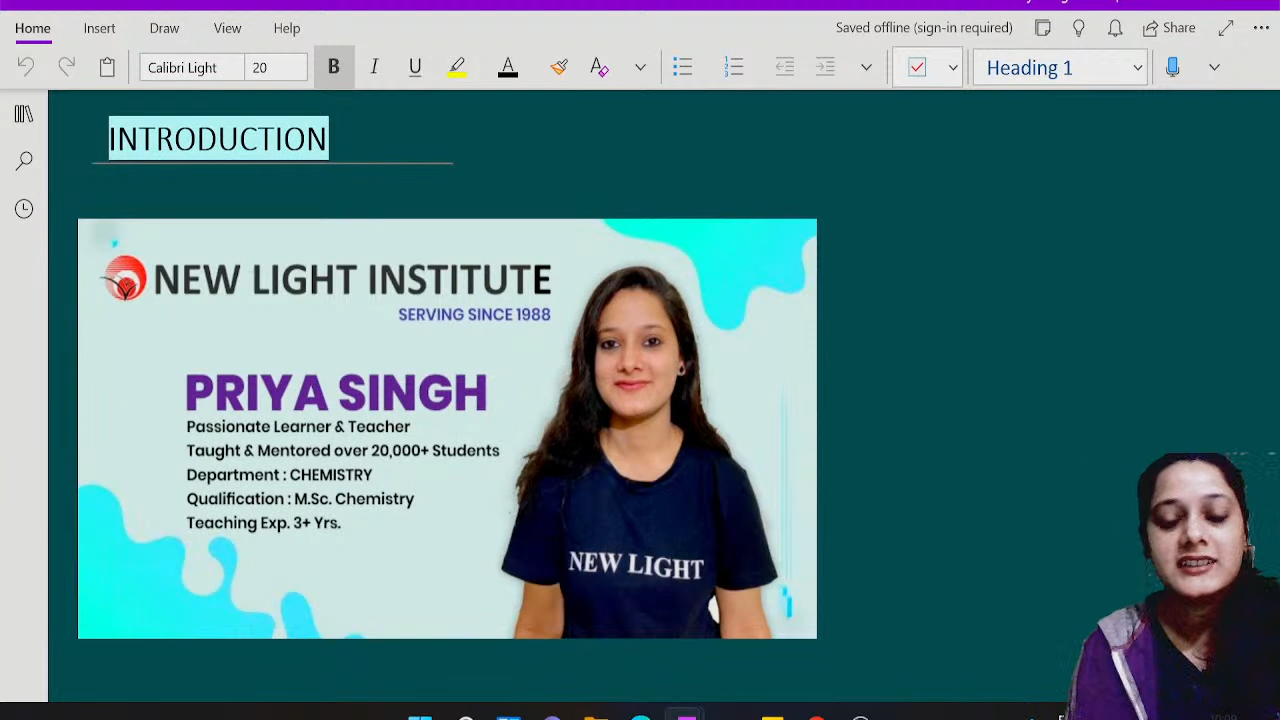 Home Insert Draw View Help
Saved offline (sign-in required) Share
Calibri Light 20 B I U A A Heading 1
INTRODUCTION
NEW LIGHT INSTITUTE
SERVING SINCE 1988
PRIYA SINGH
Passionate Learner & Teacher
Taught & Mentored over 20,000+ Students
Department : CHEMISTRY
Qualification : M.Sc. Chemistry
Teaching Exp. 3+ Yrs.
NEW LIGHT